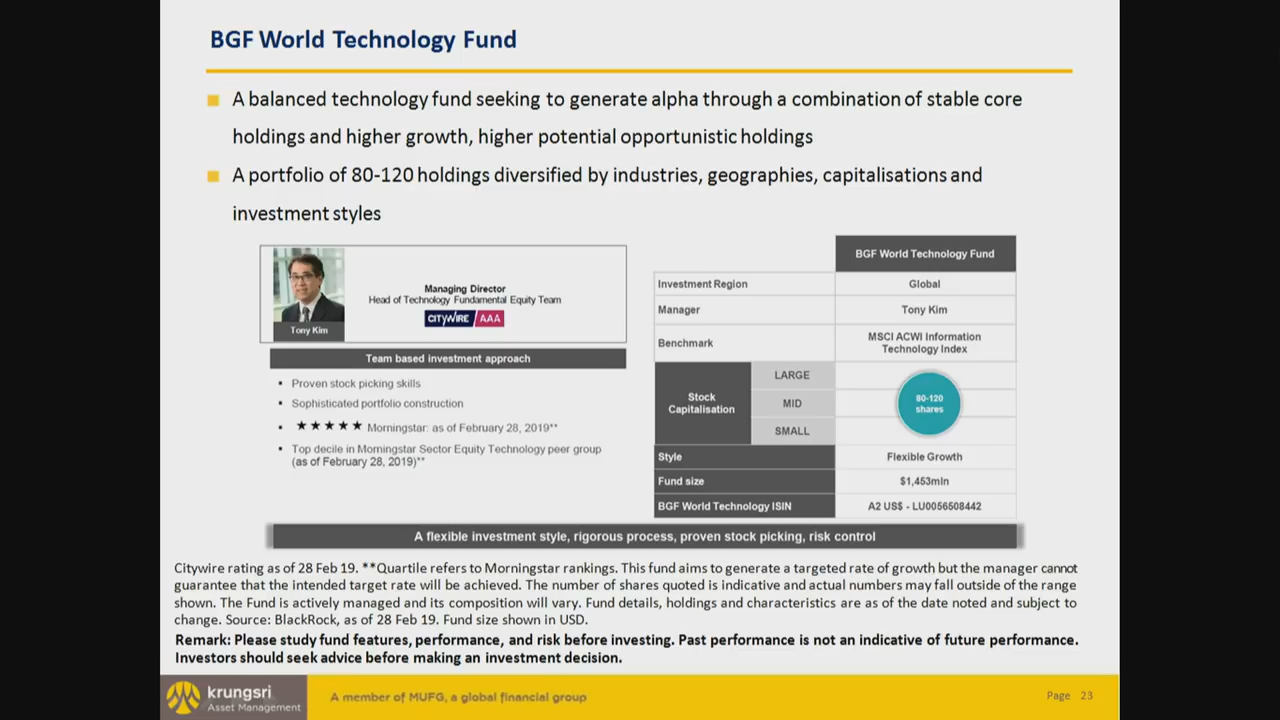 BGF World Technology Fund
A balanced technology fund seeking to generate alpha through a combination of stable core
holdings and higher growth, higher potential opportunistic holdings
A portfolio of 80-120 holdings diversified by industries, geographies, capitalisations and
investment styles
Tony Kim
Managing Director
Head of Technology Fundamental Equity Team
CITYWIRE / AAA
Team based investment approach
Proven stock picking skills
Sophisticated portfolio construction
★★★★★ Morningstar: as of February 28, 2019**
Top decile in Morningstar Sector Equity Technology peer group
(as of February 28, 2019)**
BGF World Technology Fund
Investment Region Global
Manager Tony Kim
Benchmark MSCI ACWI Information
Technology Index
Stock
Capitalisation
LARGE
MID
SMALL
80-120
shares
Style Flexible Growth
Fund size $1,453mln
BGF World Technology ISIN A2 US$ - LU0056508442
A flexible investment style, rigorous process, proven stock picking, risk control
Citywire rating as of 28 Feb 19. **Quartile refers to Morningstar rankings. This fund aims to generate a targeted rate of growth but the manager cannot
guarantee that the intended target rate will be achieved. The number of shares quoted is indicative and actual numbers may fall outside of the range
shown. The Fund is actively managed and its composition will vary. Fund details, holdings and characteristics are as of the date noted and subject to
change. Source: BlackRock, as of 28 Feb 19. Fund size shown in USD.
Remark: Please study fund features, performance, and risk before investing. Past performance is not an indicative of future performance.
Investors should seek advice before making an investment decision.
krungsri
Asset Management
A member of MUFG, a global financial group
Page 23